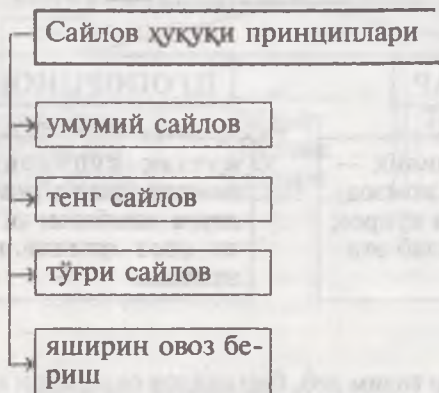 Сайлов ҳуқуқи принциплари
умумий сайлов
тенг сайлов
тўғри сайлов
яширин овоз бе-
риш